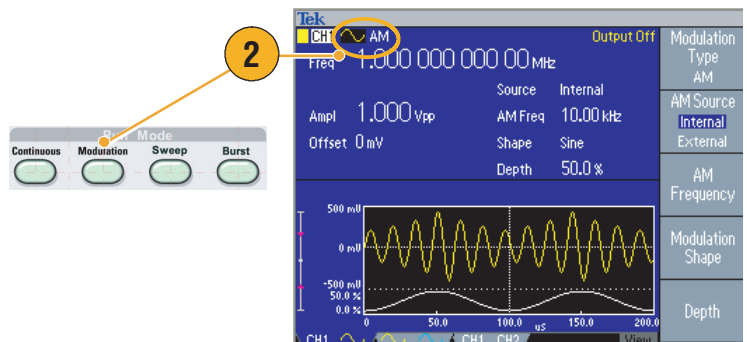 2
Run Mode
Continuous Modulation Sweep Burst
Tek
CH1 AM Output Off
Freq 1.000 000 000 00 MHz
Source Internal
Ampl 1.000 Vpp AM Freq 10.00 kHz
Offset 0 mV Shape Sine
Depth 50.0 %
500 mU
0 mU
-500 mU
50.0 %
0.0 %
0 50.0 100.0 us 150.0 200.0
CH1 CH1 CH2 View
Modulation
Type
AM
AM Source
Internal
External
AM
Frequency
Modulation
Shape
Depth